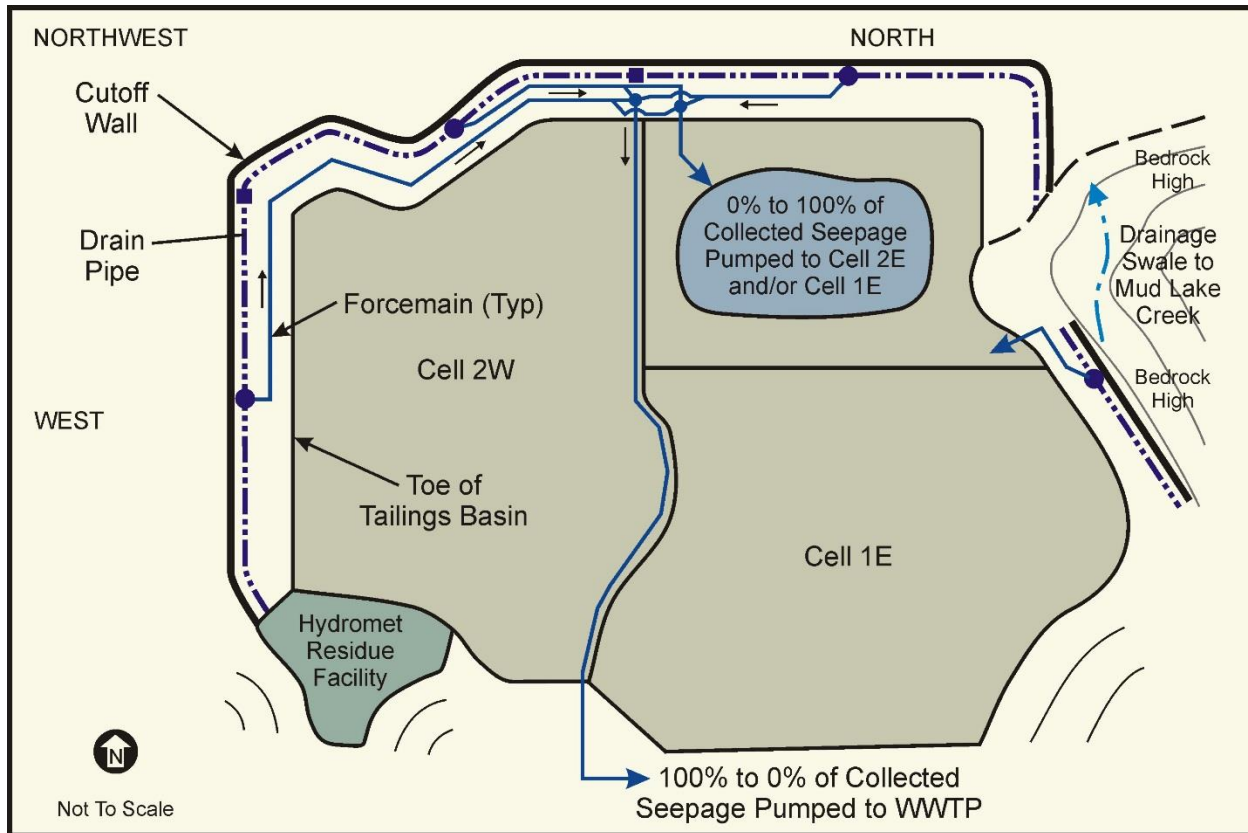 NORTHWEST
NORTH
Cutoff
Wall
Bedrock
High
0% to 100% of
Collected Seepage
Pumped to Cell 2E
and/or Cell 1E
Drainage
Swale to
Mud Lake
Creek
Drain
Pipe
Forcemain (Typ)
Cell 2W
Bedrock
High
WEST
Toe of
Tailings Basin
Cell 1E
Hydromet
Residue
Facility
N
Not To Scale
100% to 0% of Collected
Seepage Pumped to WWTP